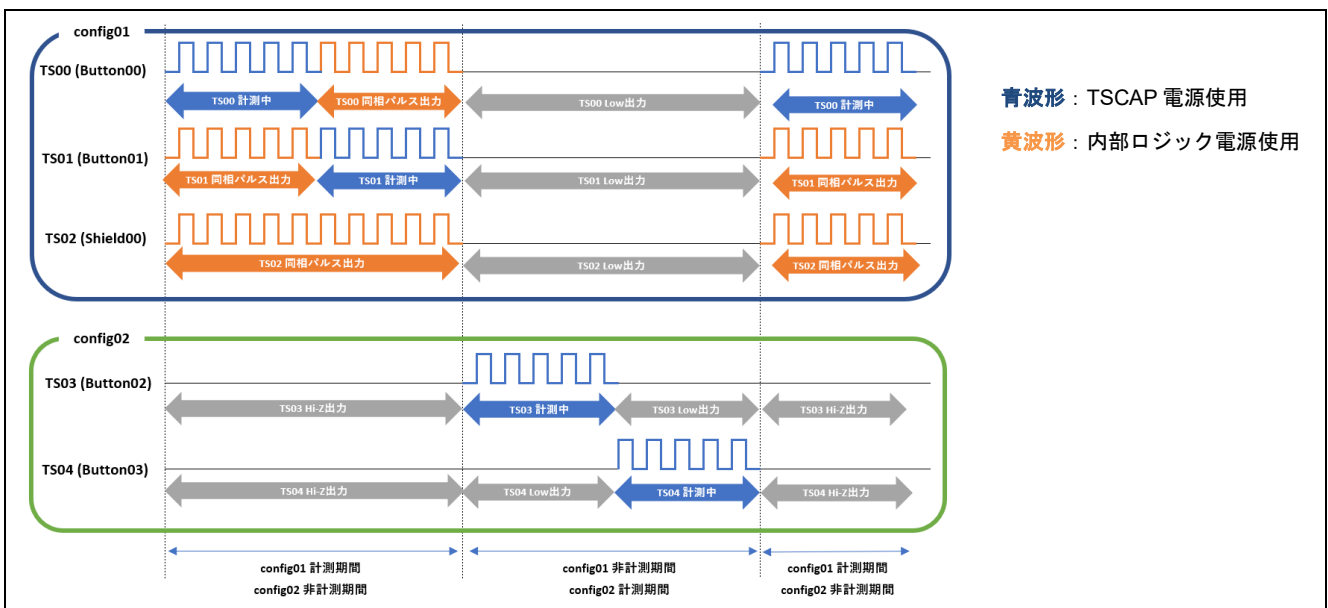 config01
TS00 (Button00)
TS00 計測中
TS00 同相パルス出力
TS00 Low出力
TS00 計測中
TS01 (Button01)
TS01 同相パルス出力
TS01 計測中
TS01 Low出力
TS01 同相パルス出力
TS02 (Shield00)
TS02 同相パルス出力
TS02 Low出力
TS02 同相パルス出力
青波形：TSCAP 電源使用
黄波形：内部ロジック電源使用
config02
TS03 (Button02)
TS03 Hi-Z出力
TS03 計測中
TS03 Low出力
TS03 Hi-Z出力
TS04 (Button03)
TS04 Hi-Z出力
TS04 Low出力
TS04 計測中
TS04 Hi-Z出力
config01 計測期間
config02 非計測期間
config01 非計測期間
config02 計測期間
config01 計測期間
config02 非計測期間